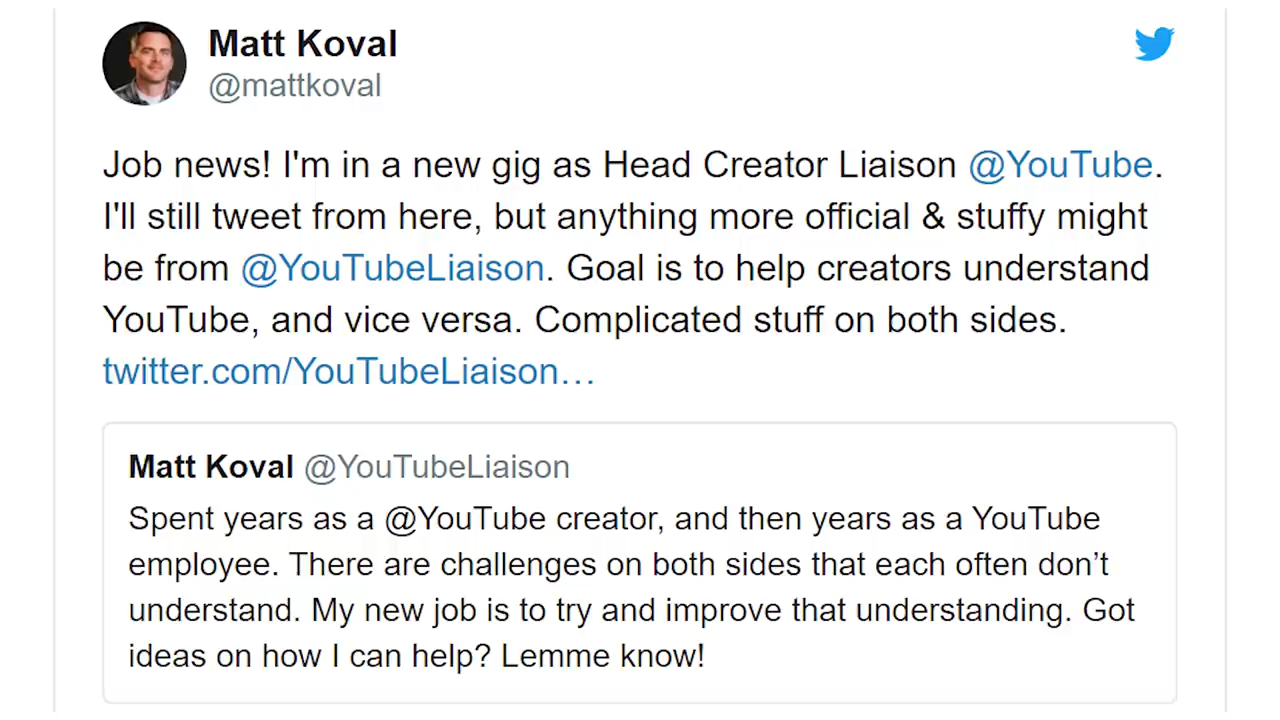 Matt Koval
@mattkoval
Job news! I'm in a new gig as Head Creator Liaison @YouTube.
I'll still tweet from here, but anything more official & stuffy might
be from @YouTubeLiaison. Goal is to help creators understand
YouTube, and vice versa. Complicated stuff on both sides.
twitter.com/YouTubeLiaison…
Matt Koval @YouTubeLiaison
Spent years as a @YouTube creator, and then years as a YouTube
employee. There are challenges on both sides that each often don’t
understand. My new job is to try and improve that understanding. Got
ideas on how I can help? Lemme know!